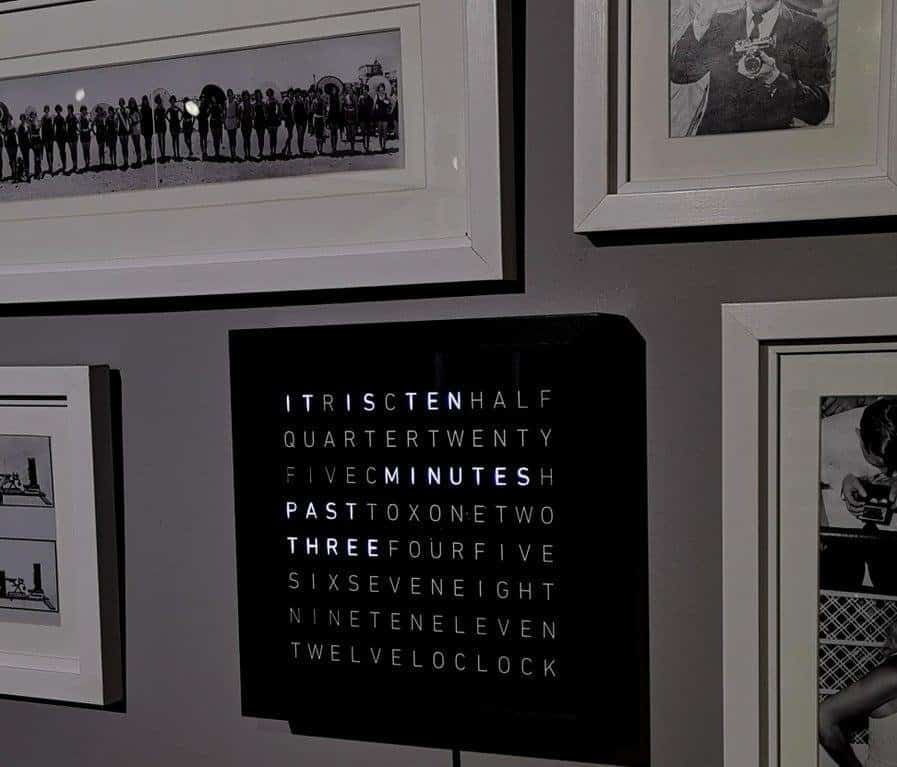 ITRISCTENHALF
QUARTERTWENTY
FIVECMINUTESH
PASTTOXONETWO
THREEFOURFIVE
SIXSEVENEIGHT
NINETENELEVEN
TWELVELOCLOCK